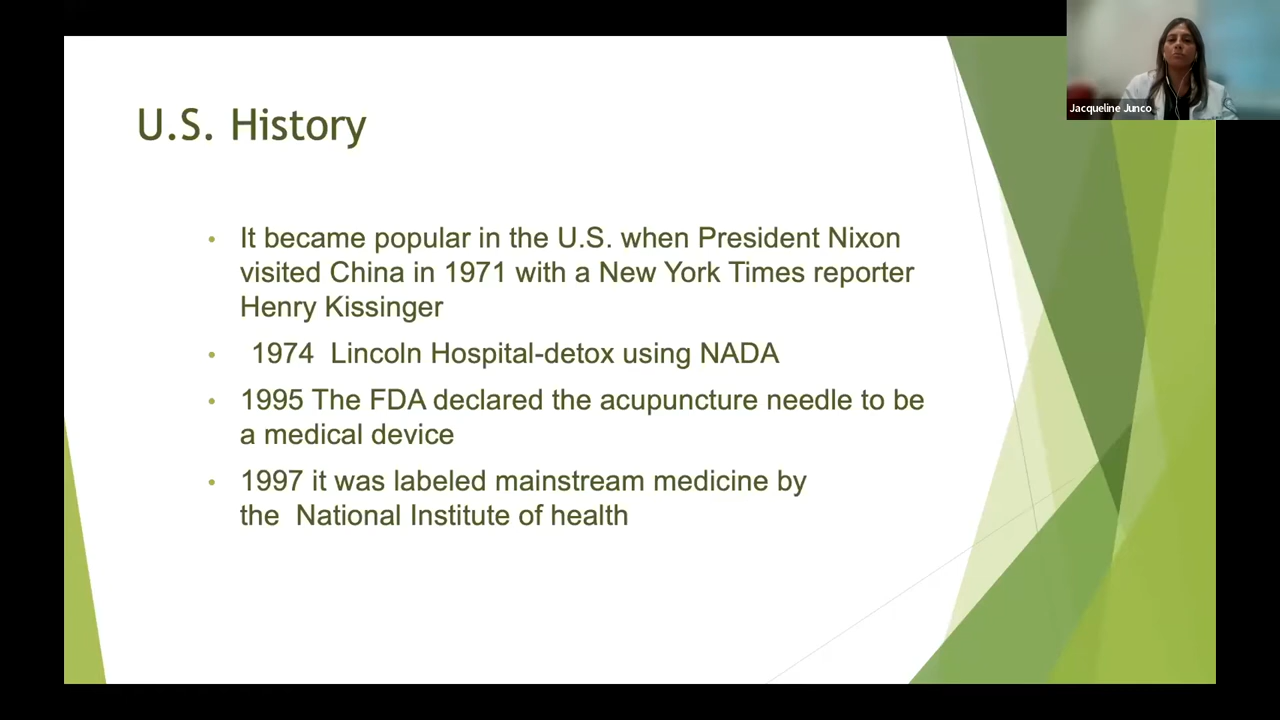 U.S. History
Jacqueline Junco
• It became popular in the U.S. when President Nixon
visited China in 1971 with a New York Times reporter
Henry Kissinger
• 1974 Lincoln Hospital-detox using NADA
• 1995 The FDA declared the acupuncture needle to be
a medical device
• 1997 it was labeled mainstream medicine by
the National Institute of health